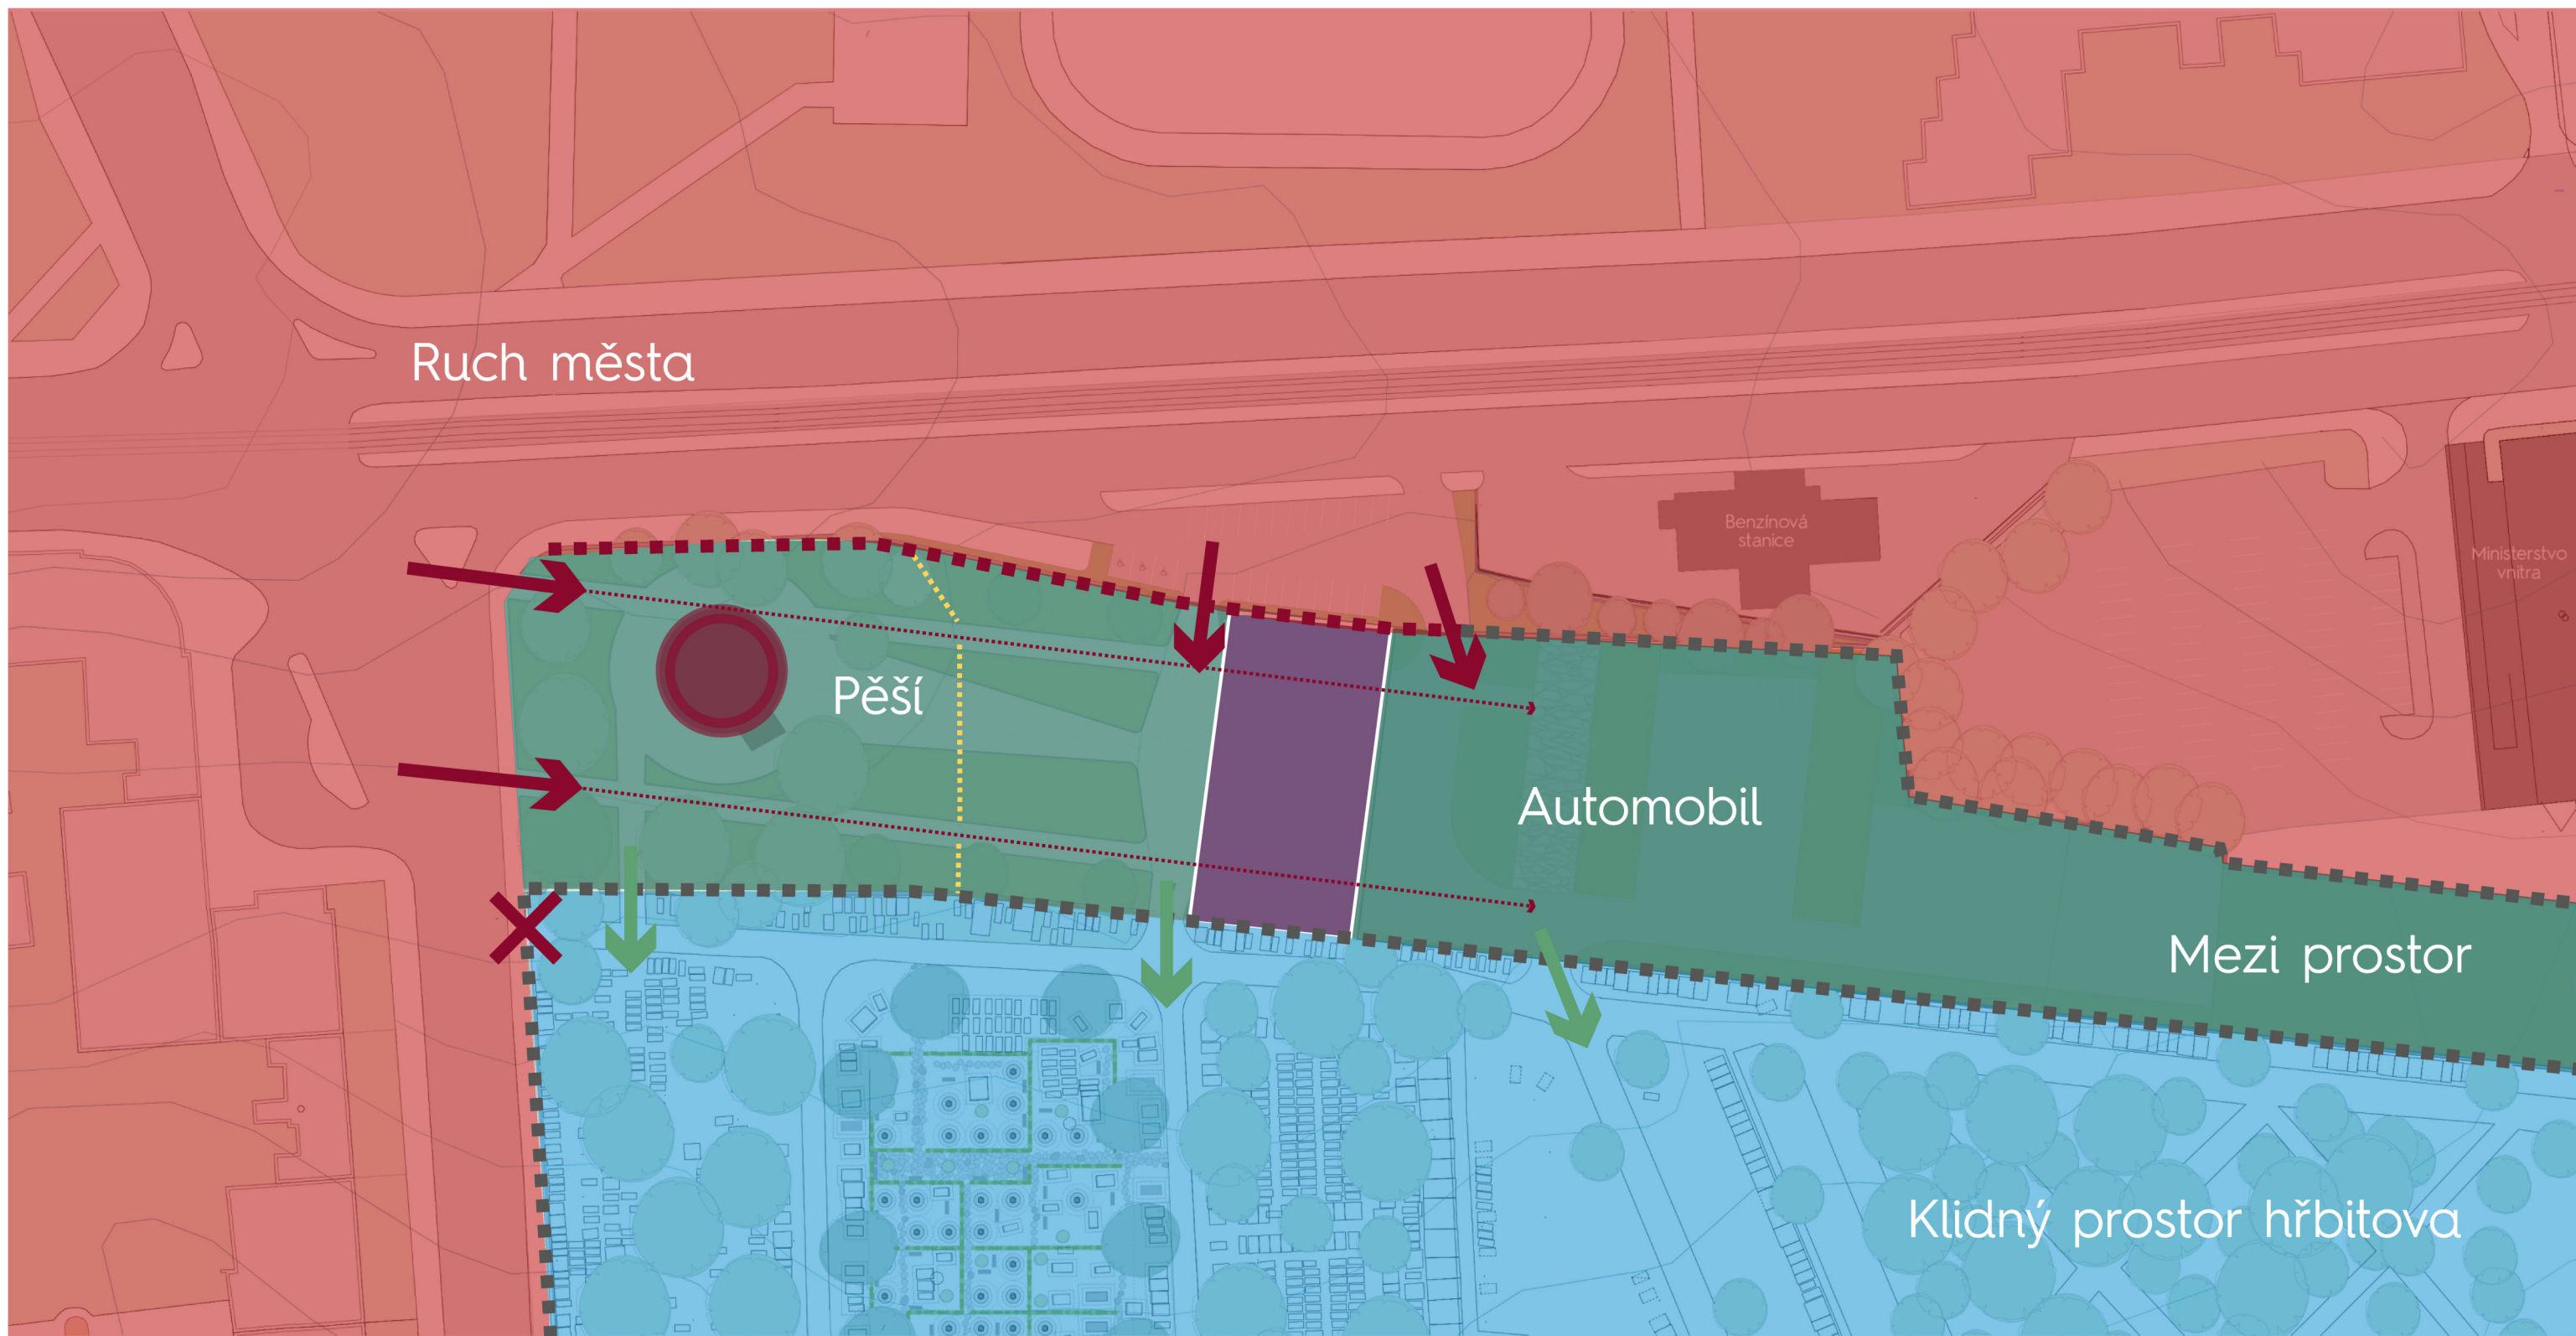 Ruch města
Benzínová
stanice
Ministerstvo
vnitra
Pěší
Automobil
Mezi prostor
Klidný prostor hřbitova